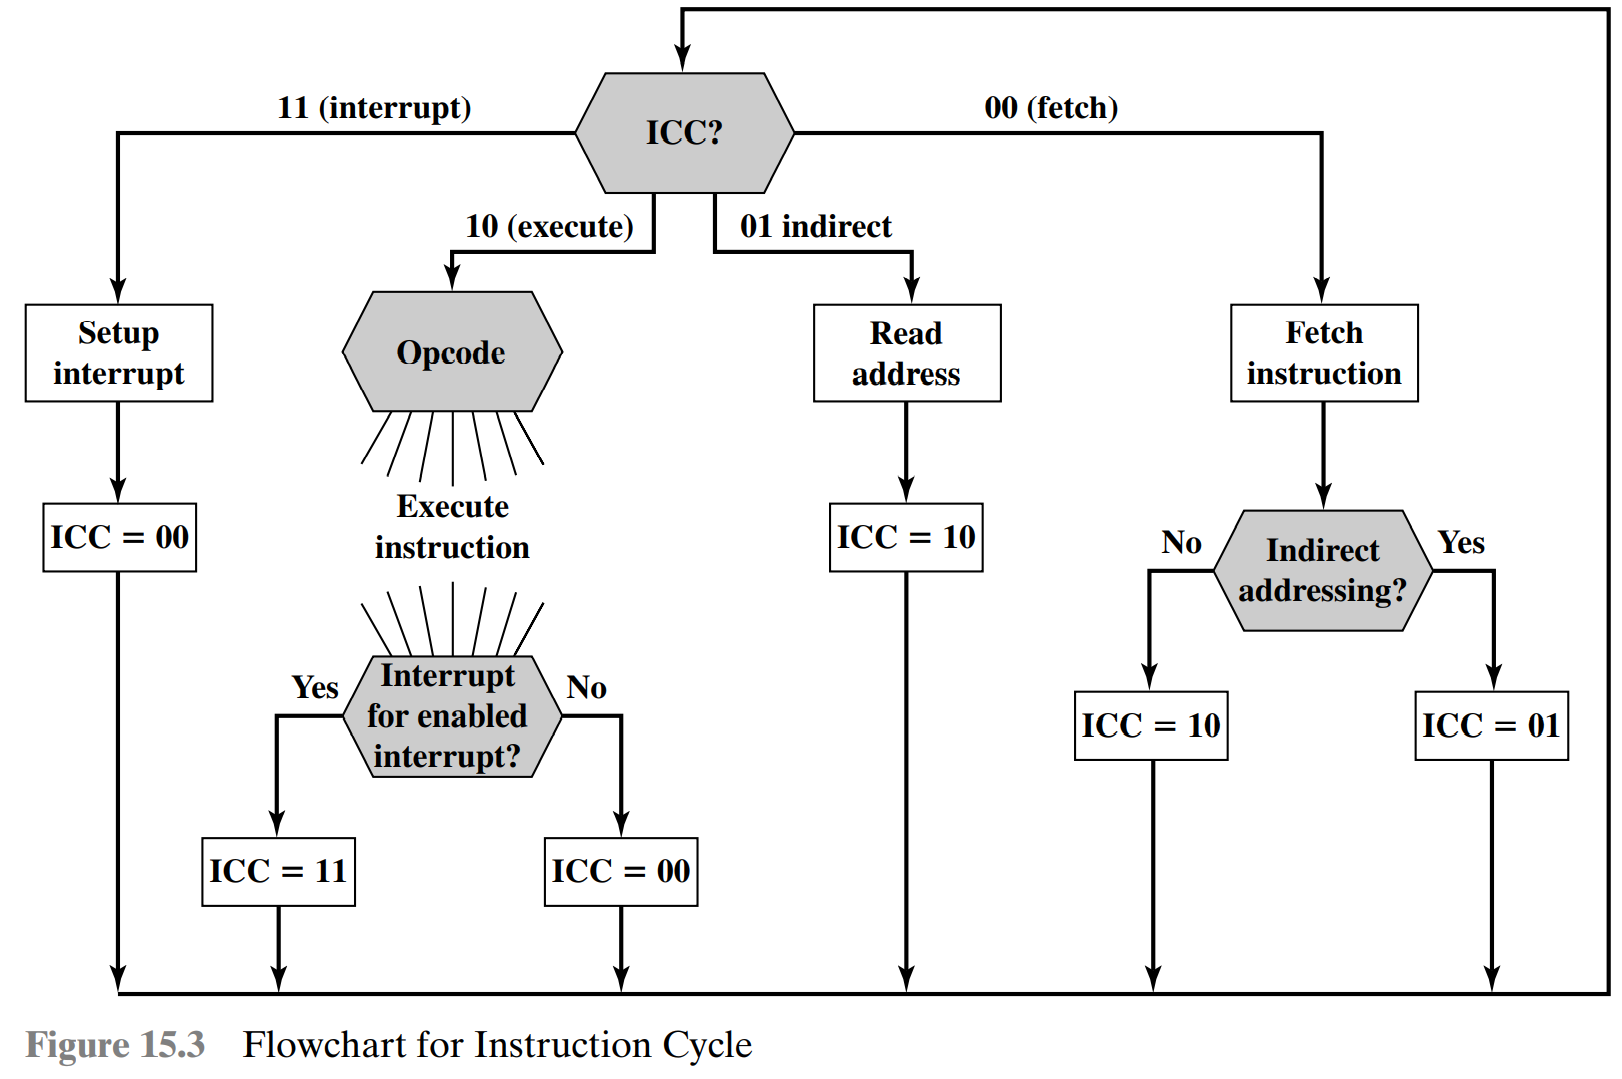 11 (interrupt)
ICC?
00 (fetch)
10 (execute)
01 indirect
Setup
interrupt
Opcode
Read
address
Fetch
instruction
ICC = 00
Execute
instruction
ICC = 10
No
Indirect
addressing?
Yes
Yes
Interrupt
for enabled
interrupt?
No
ICC = 10
ICC = 01
ICC = 11
ICC = 00
Figure 15.3 Flowchart for Instruction Cycle